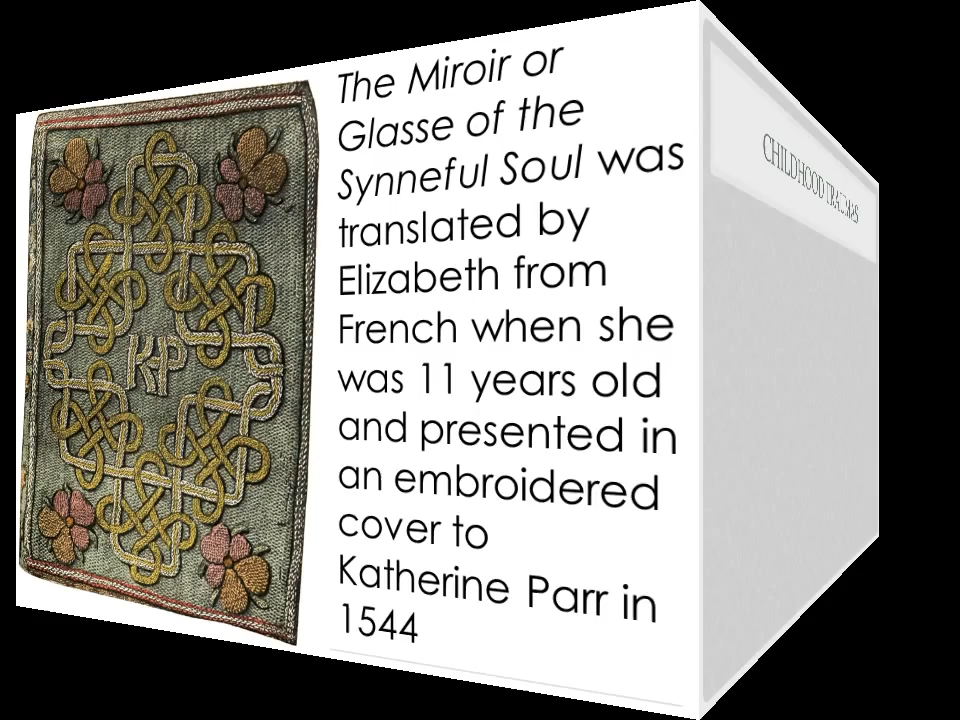 The Miroir or
Glasse of the
Synneful Soul was
translated by
Elizabeth from
French when she
was 11 years old
and presented in
an embroidered
cover to
Katherine Parr in
1544
KP
CHILDHOOD TRAUMAS